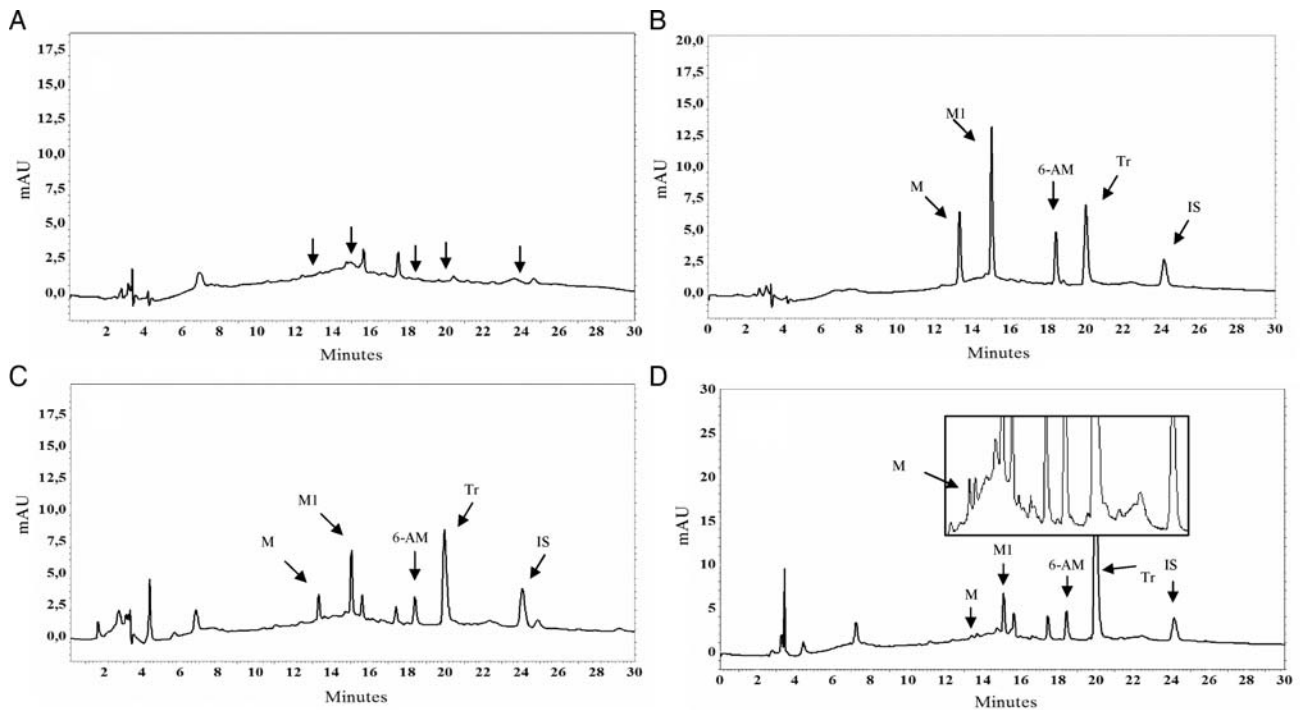 A
17,5
15,0
12,5
10,0
7,5
5,0
2,5
0,0
mAU
4 6 8 10 12 14 16 18 20 22 24 26 28 30
Minutes
B
20,0
17,5
15,0
12,5
10,0
7,5
5,0
2,5
0,0
mAU
M
M1
6-AM
Tr
IS
0 2 4 6 8 10 12 14 16 18 20 22 24 26 28 30
Minutes
C
17,5
15,0
12,5
10,0
7,5
5,0
2,5
0,0
mAU
M
M1
6-AM
Tr
IS
4 6 8 10 12 14 16 18 20 22 24 26 28 30
Minutes
D
30
25
20
15
10
5
0
mAU
M
M
M1
6-AM
Tr
IS
0 2 4 6 8 10 12 14 16 18 20 22 24 26 28 30
Minutes